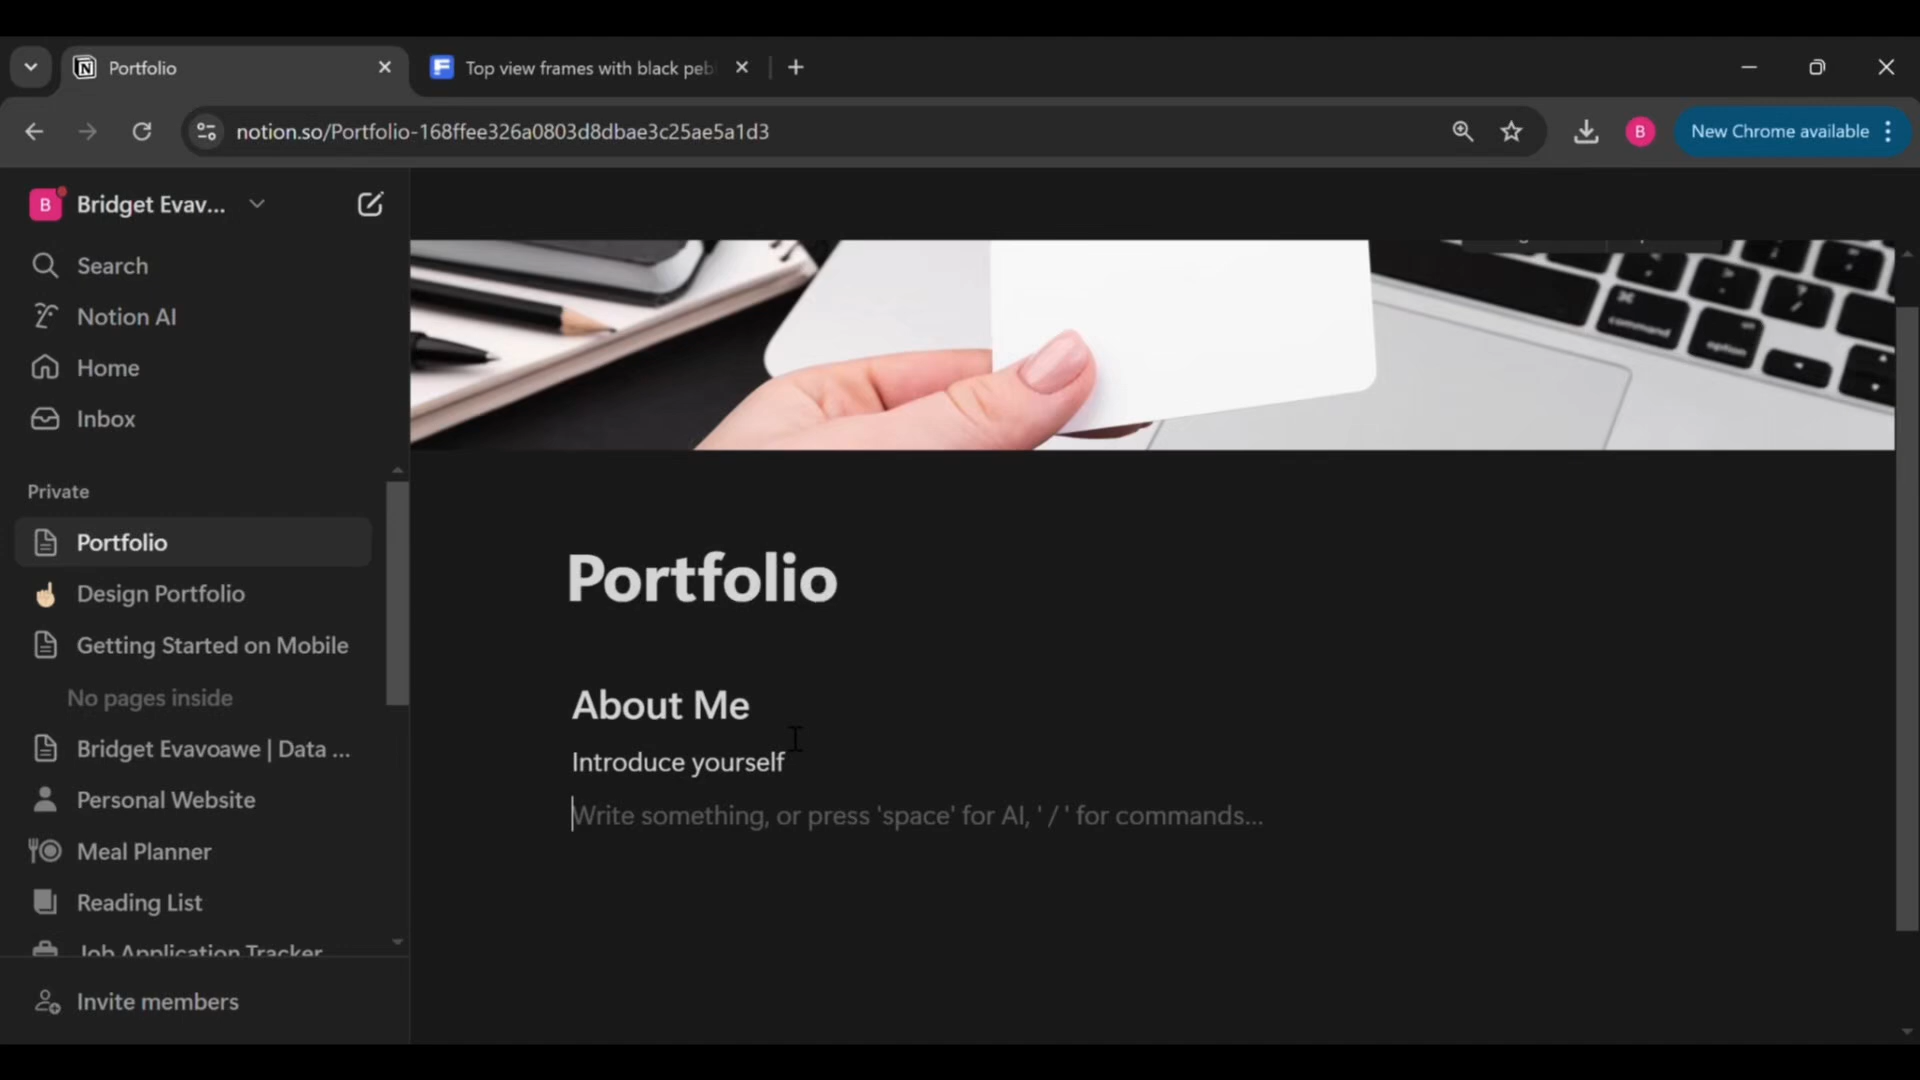 Portfolio
Top view frames with black peb
notion.so/Portfolio-168ffee326a0803d8dbae3c25ae5a1d3
B
New Chrome available
B
Bridget Evav...
Search
Notion AI
Home
Inbox
Private
Portfolio
Design Portfolio
Getting Started on Mobile
No pages inside
Bridget Evavoawe | Data ...
Personal Website
Meal Planner
Reading List
Job Application Tracker
Invite members
command
option
Portfolio
About Me
Introduce yourself
Write something, or press 'space' for AI, ' / ' for commands...